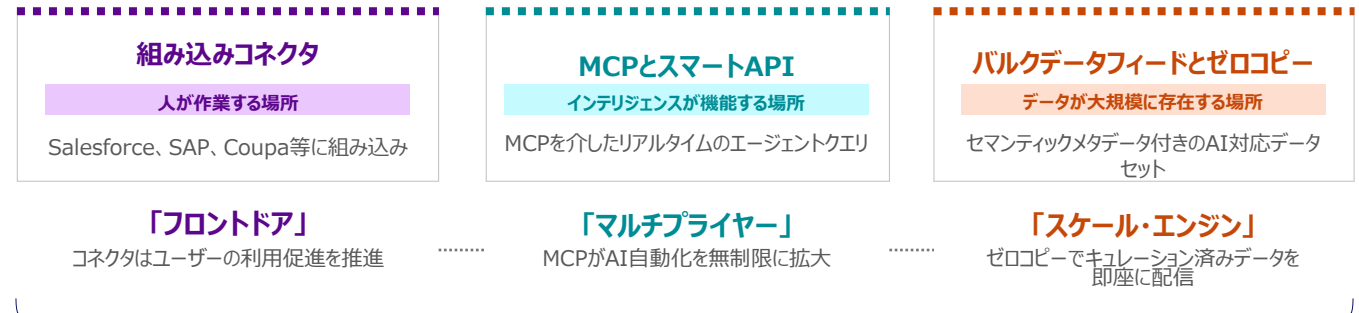 組み込みコネクタ
人が作業する場所
Salesforce、SAP、Coupa等に組み込み
MCPとスマートAPI
インテリジェンスが機能する場所
MCPを介したリアルタイムのエージェントクエリ
バルクデータフィードとゼロコピー
データが大規模に存在する場所
セマンティックメタデータ付きのAI対応データ
セット
「フロントドア」
コネクタはユーザーの利用促進を推進
「マルチプライヤー」
MCPがAI自動化を無制限に拡大
「スケール・エンジン」
ゼロコピーでキュレーション済みデータを
即座に配信